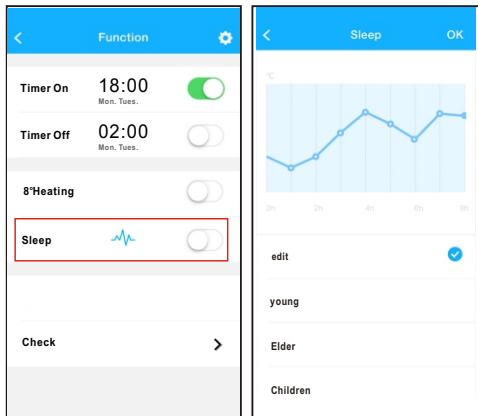 Function
Timer On
18:00
Mon. Tues.
Timer Off
02:00
Mon. Tues.
8°Heating
Sleep
Check
Sleep
OK
°C
0h 2h 4h 6h 8h
edit
young
Elder
Children